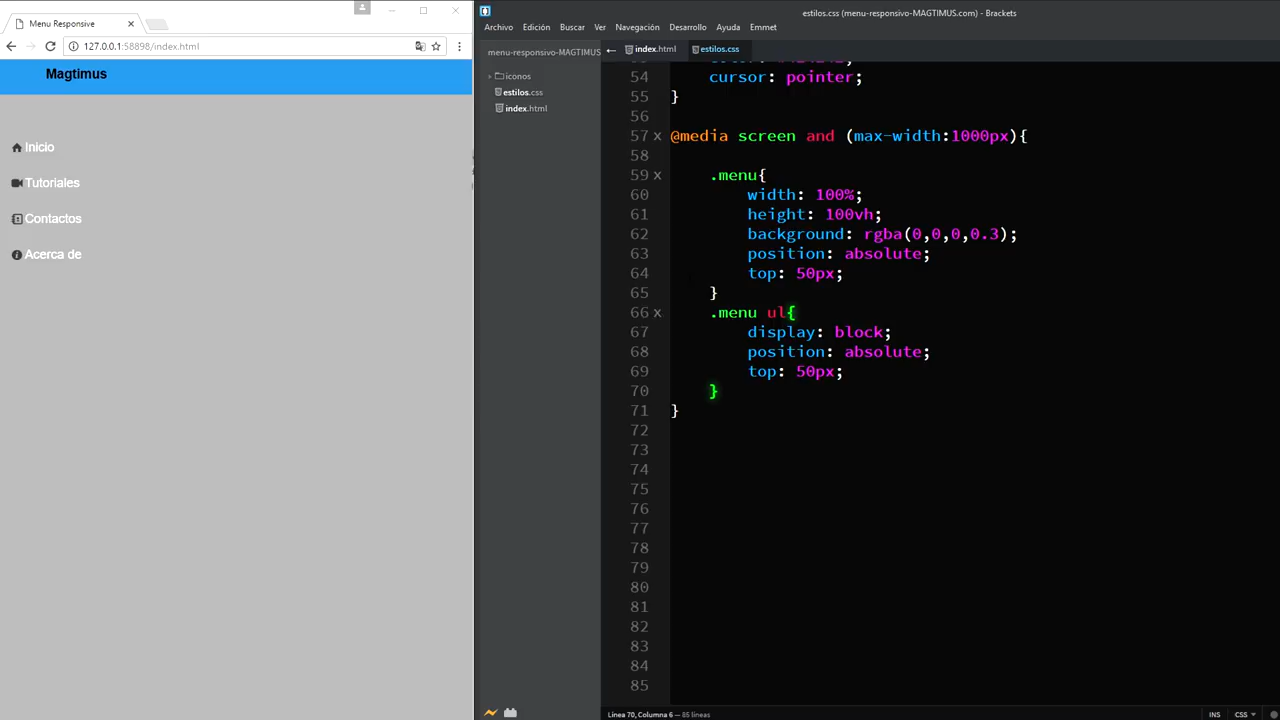 Menu Responsive
127.0.0.1:58898/index.html
Magtimus
Inicio
Tutoriales
Contactos
Acerca de
estilos.css (menu-responsivo-MAGTIMUS.com) - Brackets
Archivo Edición Buscar Ver Navegación Desarrollo Ayuda Emmet
menu-responsivo-MAGTIMUS
index.html estilos.css
iconos
estilos.css
index.html
54 cursor: pointer;
55 }
56
57 @media screen and (max-width:1000px){
58
59 .menu{
60 width: 100%;
61 height: 100vh;
62 background: rgba(0,0,0,0.3);
63 position: absolute;
64 top: 50px;
65 }
66 .menu ul{
67 display: block;
68 position: absolute;
69 top: 50px;
70 }
71 }
72
73
74
75
76
77
78
79
80
81
82
83
84
85
Línea 70, Columna 6 — 85 líneas
INS CSS